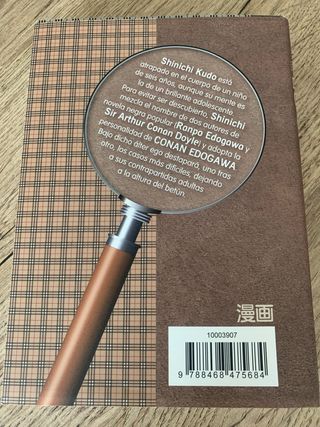 Shinichi Kudo está
atrapado en el cuerpo de un niño
de seis años, aunque su mente es
la de un brillante adolescente.
Para evitar ser descubierto, Shinichi
mezcla el nombre de dos autores de
novela negra popular (Ranpo Edogawa y
Sir Arthur Conan Doyle) y adopta la
personalidad de CONAN EDOGAWA.
Bajo dicho álter ego destapará, uno tras
otro, los casos más difíciles, dejando
a sus contrapartidas adultas
a la altura del betún.
漫画
10003907
9 788468 475684